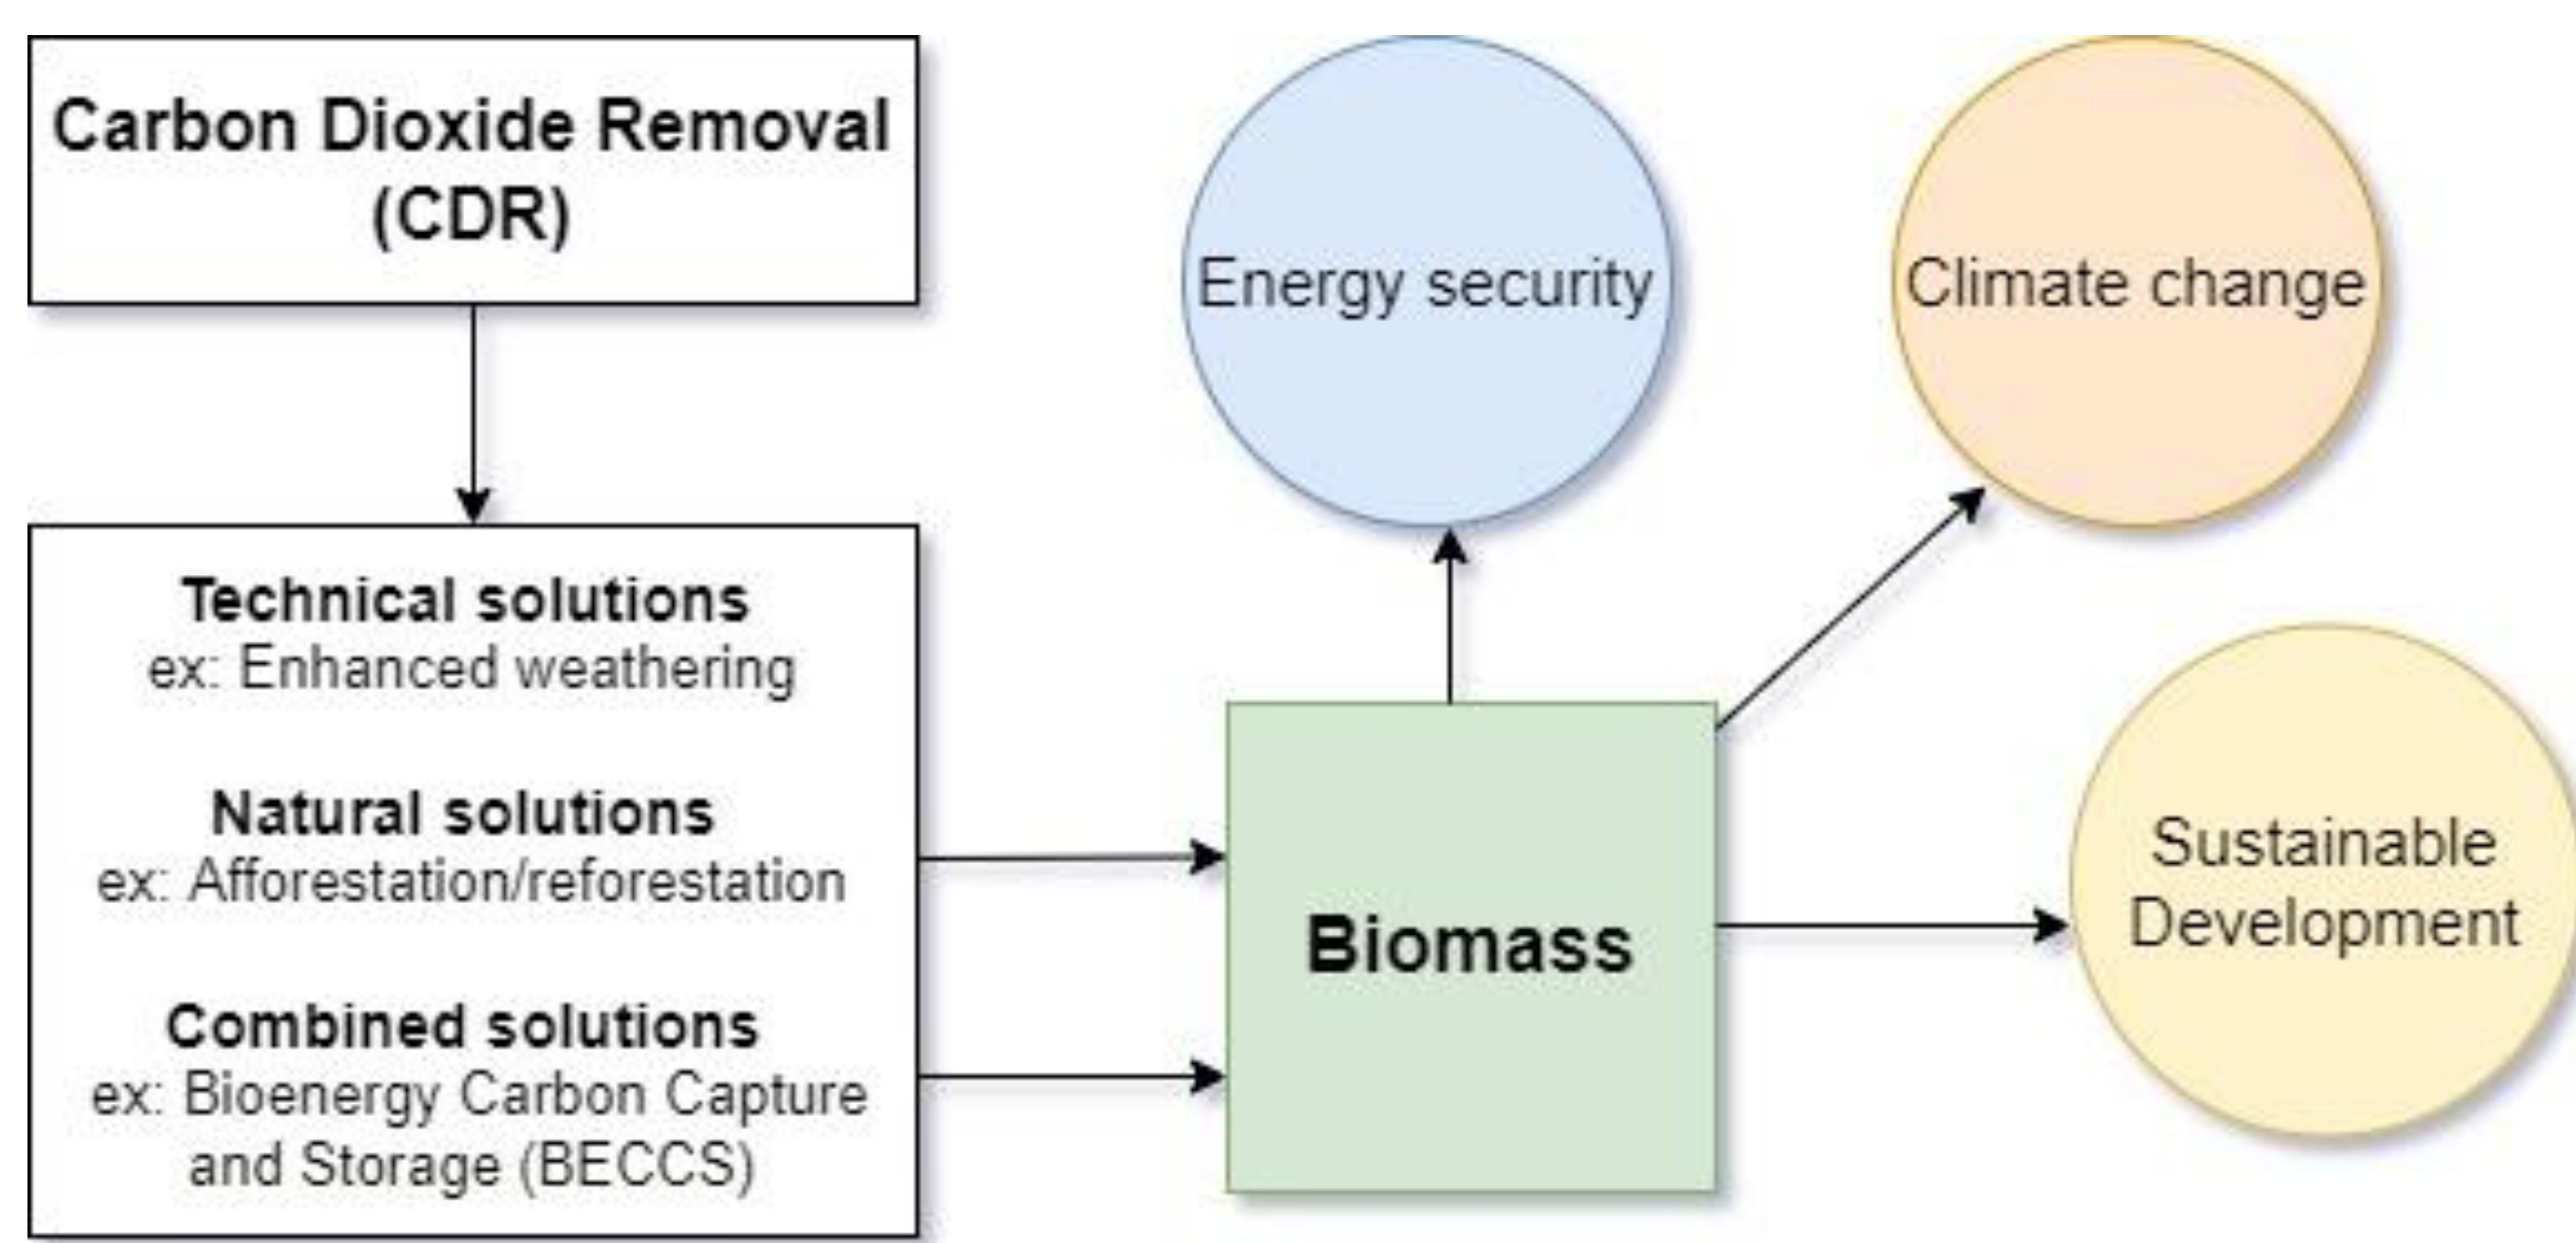 Carbon Dioxide Removal
(CDR)
Technical solutions
ex: Enhanced weathering
Natural solutions
ex: Afforestation/reforestation
Combined solutions
ex: Bioenergy Carbon Capture
and Storage (BECCS)
Energy security
Climate change
Biomass
Sustainable
Development